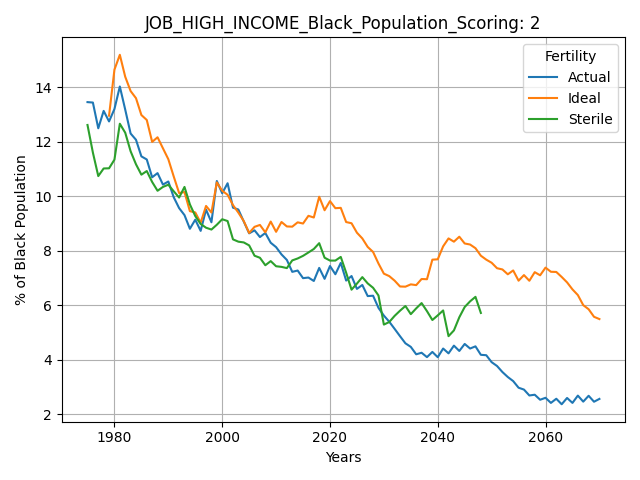 JOB_HIGH_INCOME_Black_Population_Scoring: 2
Fertility
Actual
Ideal
Sterile
% of Black Population
14
12
10
8
6
4
2
1980 2000 2020 2040 2060
Years